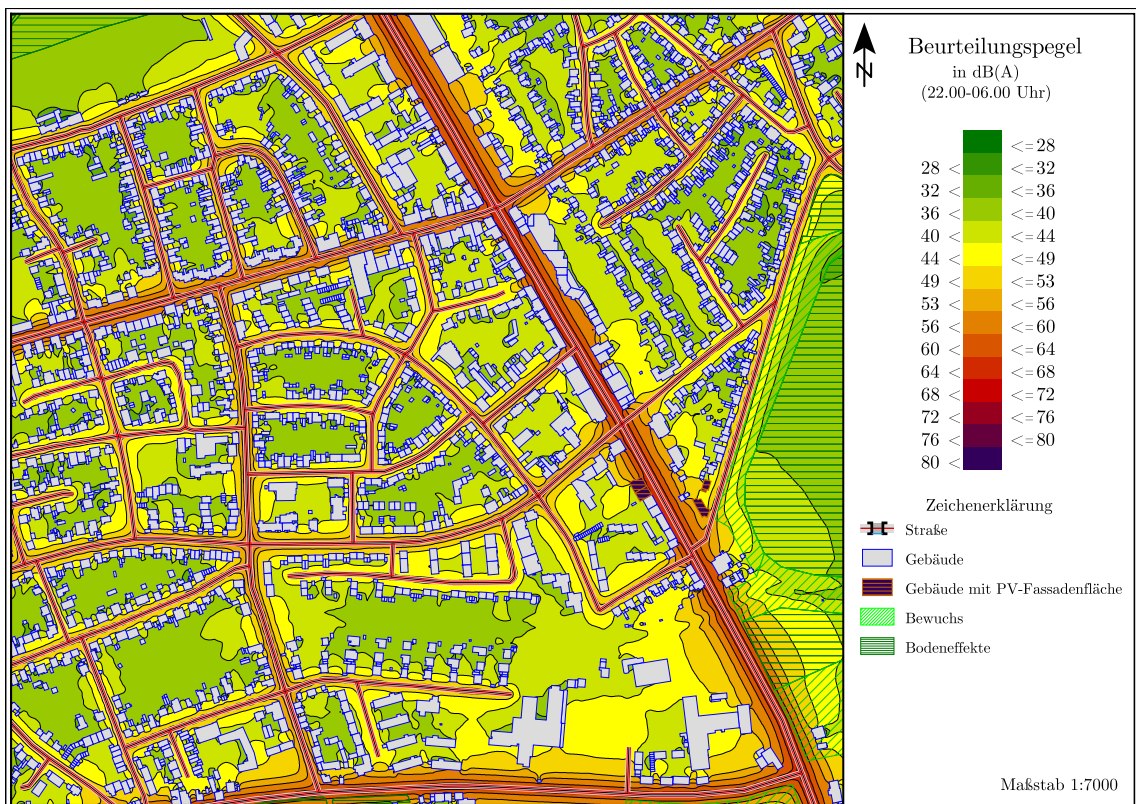 N
Beurteilungspegel
in dB(A)
(22.00-06.00 Uhr)
<=28
28 < <=32
32 < <=36
36 < <=40
40 < <=44
44 < <=49
49 < <=53
53 < <=56
56 < <=60
60 < <=64
64 < <=68
68 < <=72
72 < <=76
76 < <=80
80 <
Zeichenerklärung
Straße
Gebäude
Gebäude mit PV-Fassadenfläche
Bewuchs
Bodeneffekte
Maßstab 1:7000